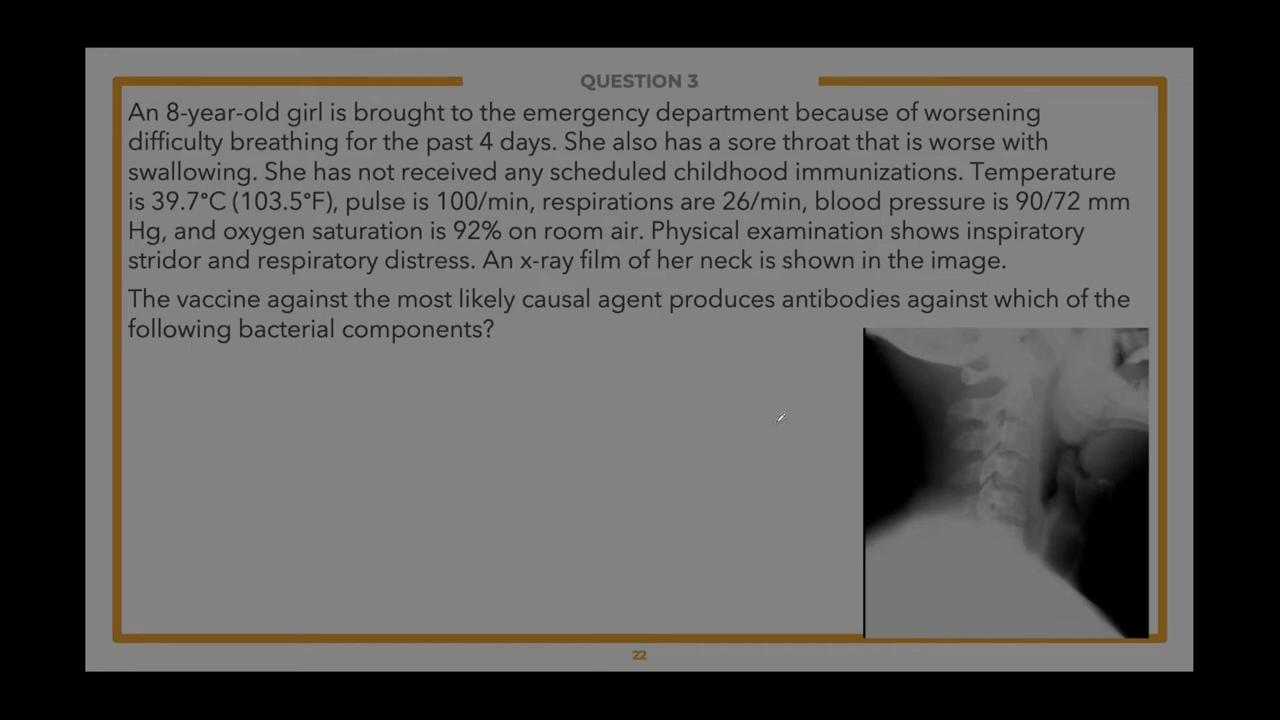 QUESTION 3
An 8-year-old girl is brought to the emergency department because of worsening
difficulty breathing for the past 4 days. She also has a sore throat that is worse with
swallowing. She has not received any scheduled childhood immunizations. Temperature
is 39.7°C (103.5°F), pulse is 100/min, respirations are 26/min, blood pressure is 90/72 mm
Hg, and oxygen saturation is 92% on room air. Physical examination shows inspiratory
stridor and respiratory distress. An x-ray film of her neck is shown in the image.
The vaccine against the most likely causal agent produces antibodies against which of the
following bacterial components?
22